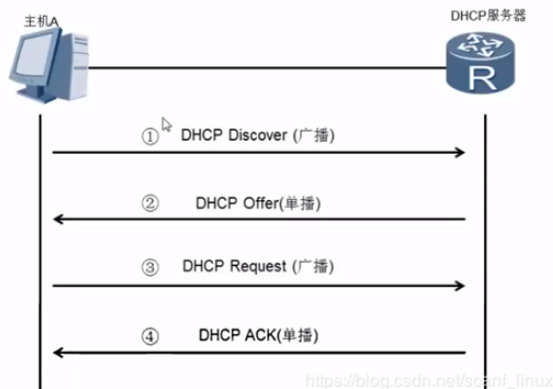 主机A
DHCP服务器
R
① DHCP Discover (广播)
② DHCP Offer(单播)
③ DHCP Request (广播)
④ DHCP ACK(单播)
https://blog.csdn.net/scanf_linux